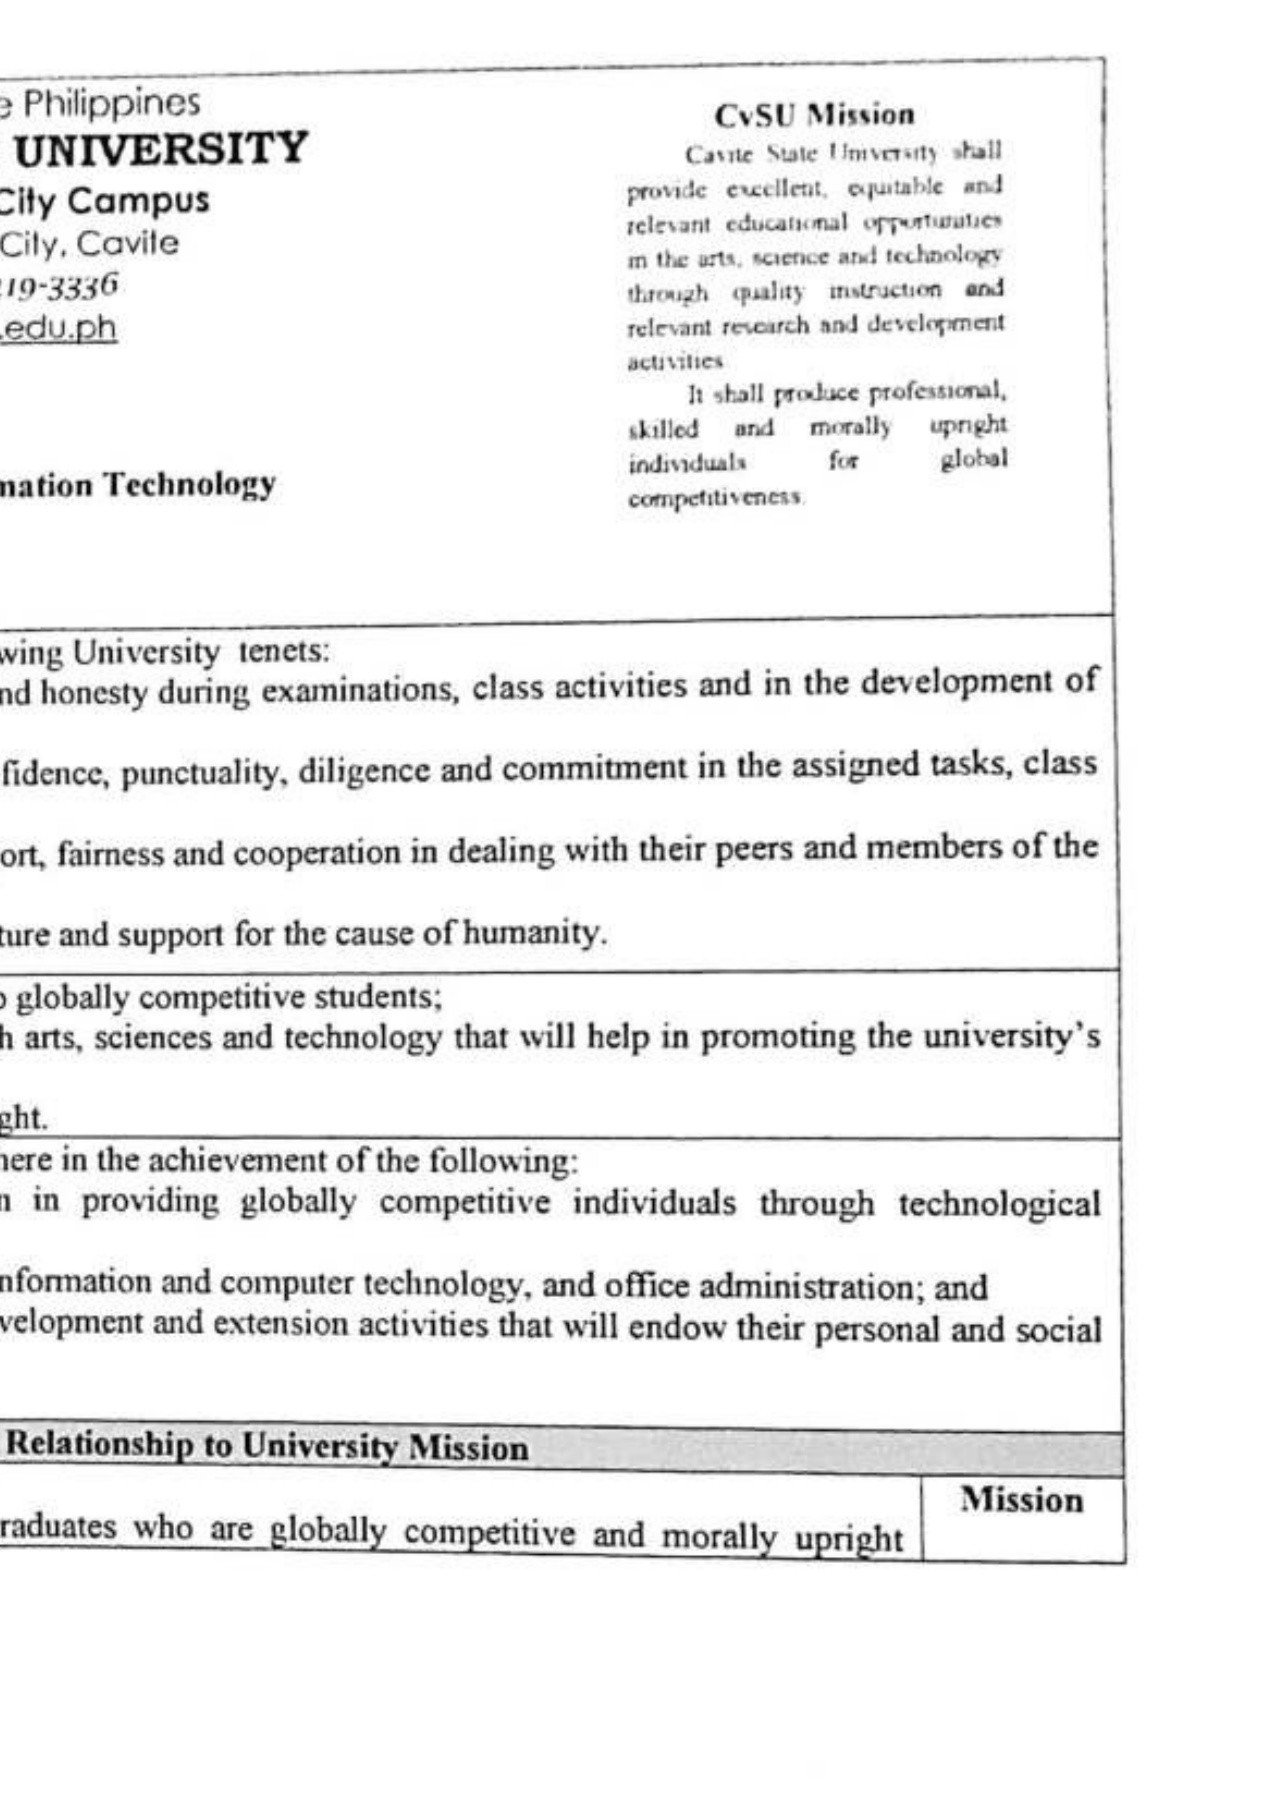 e Philippines
UNIVERSITY
City Campus
City, Cavite
19-3336
.edu.ph
mation Technology
CvSU Mission
Cavite State University shall
provide excellent, equitable and
relevant educational opportunities
in the arts, science and technology
through quality instruction and
relevant research and development
activities
It shall produce professional,
skilled and morally upright
individuals for global
competitiveness.
wing University tenets:
nd honesty during examinations, class activities and in the development of
fidence, punctuality, diligence and commitment in the assigned tasks, class
ort, fairness and cooperation in dealing with their peers and members of the
ture and support for the cause of humanity.
o globally competitive students;
h arts, sciences and technology that will help in promoting the university's
ght.
here in the achievement of the following:
n in providing globally competitive individuals through technological
nformation and computer technology, and office administration; and
velopment and extension activities that will endow their personal and social
Relationship to University Mission
Mission
raduates who are globally competitive and morally upright